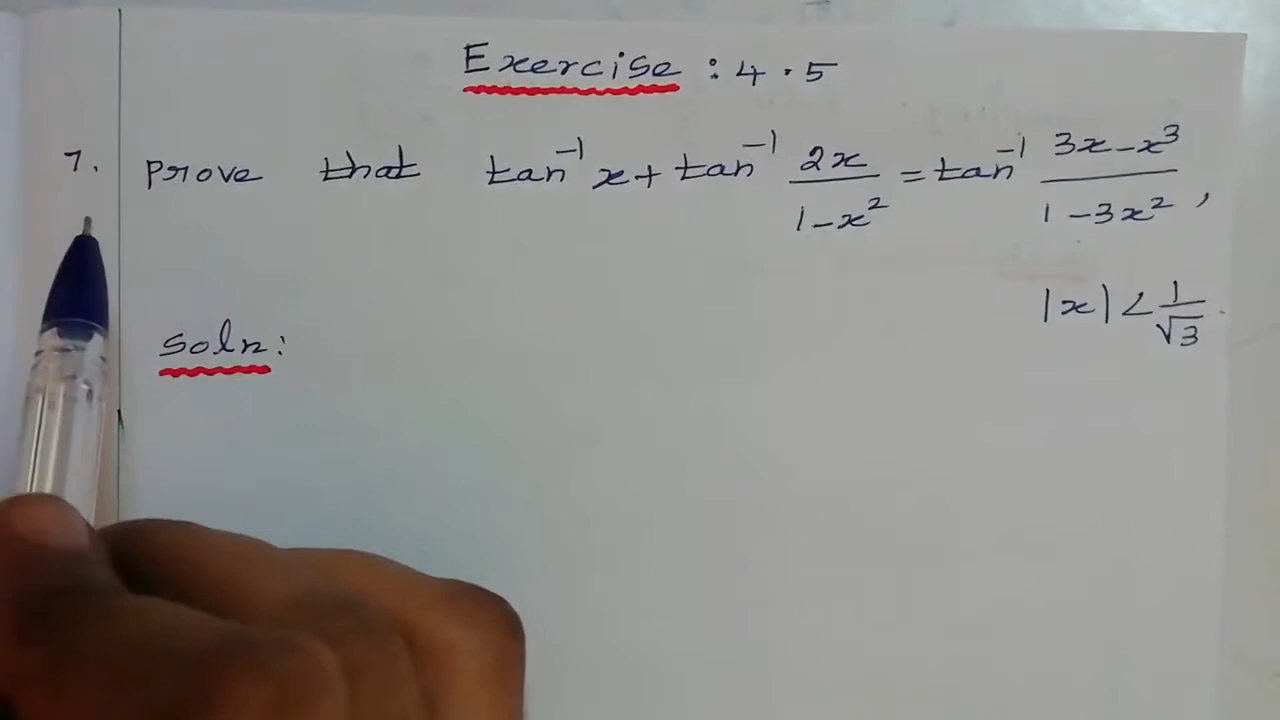 Exercise : 4.5
7. Prove that tan⁻¹ x + tan⁻¹ 2x/1-x² = tan⁻¹ 3x-x³/1-3x²,
|x| < 1/√3.
Soln: